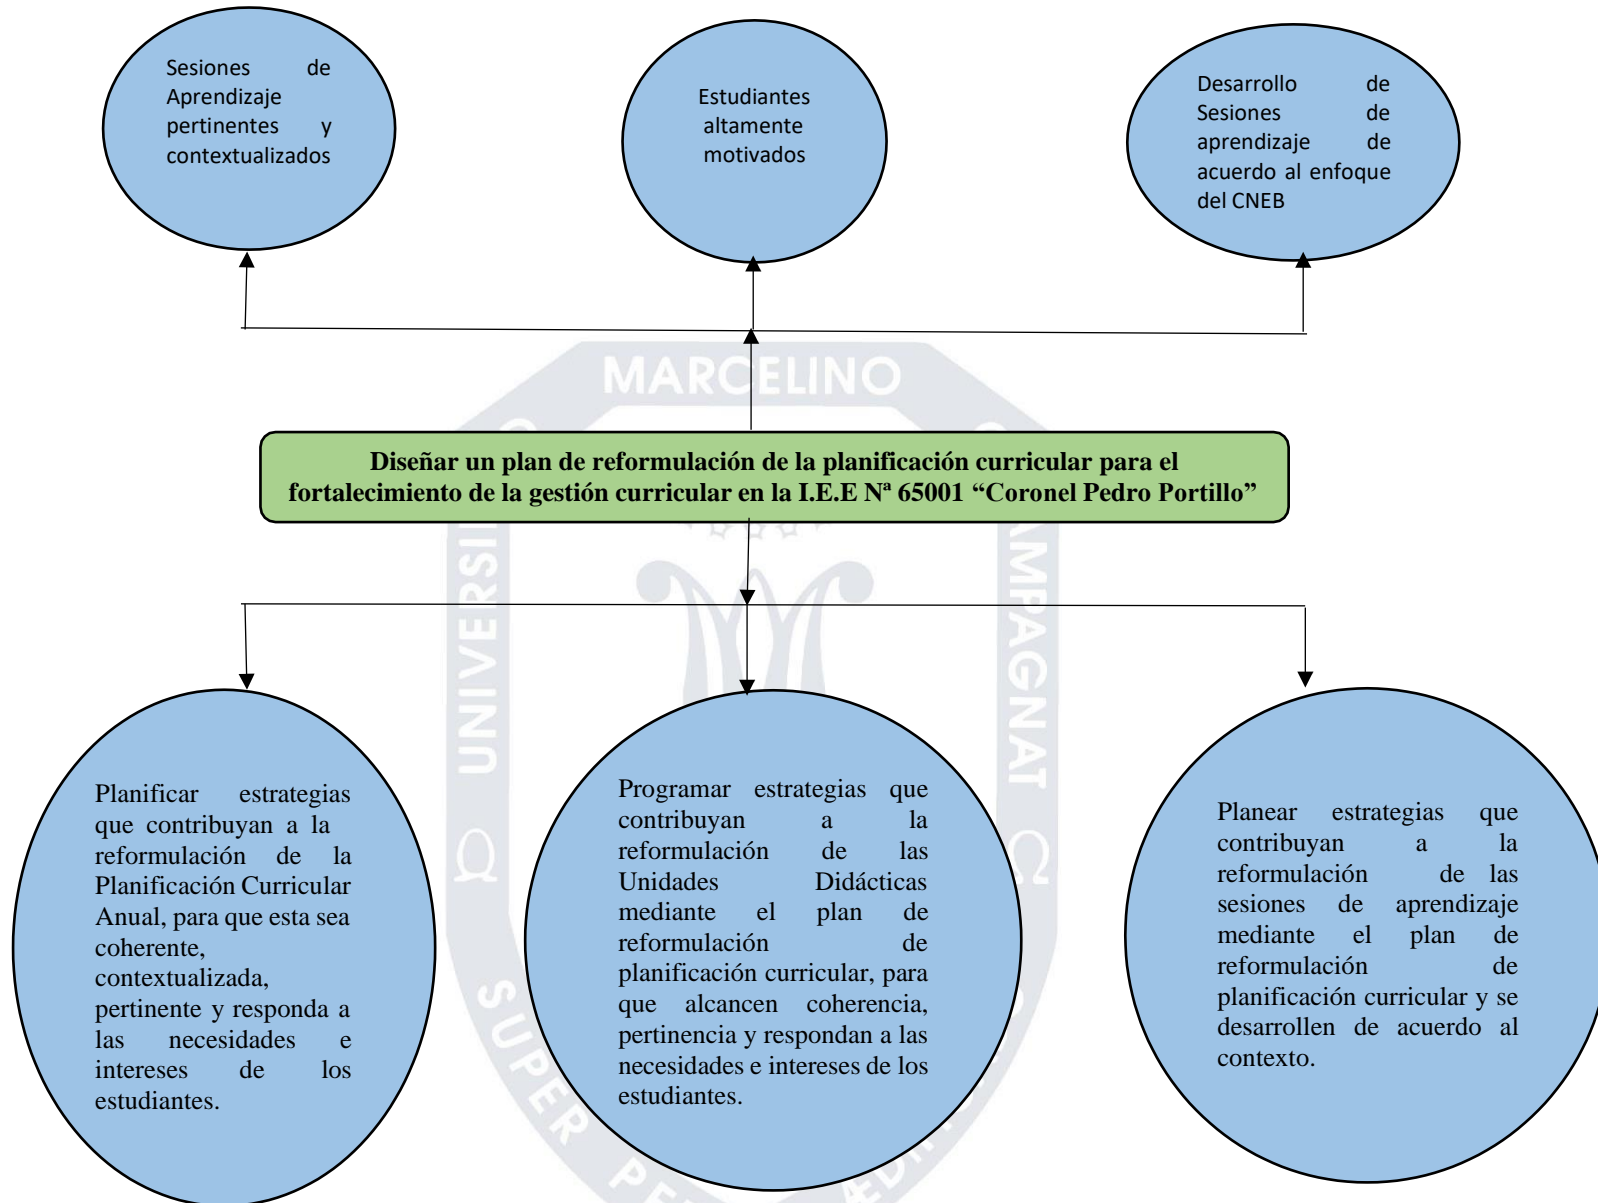 Sesiones de
Aprendizaje
pertinentes y
contextualizados
Estudiantes
altamente
motivados
Desarrollo de
Sesiones de
aprendizaje de
acuerdo al enfoque
del CNEB
MARCELINO
Diseñar un plan de reformulación de la planificación curricular para el
fortalecimiento de la gestión curricular en la I.E.E Nª 65001 “Coronel Pedro Portillo”
Planificar estrategias
que contribuyan a la
reformulación de la
Planificación Curricular
Anual, para que esta sea
coherente,
contextualizada,
pertinente y responda a
las necesidades e
intereses de los
estudiantes.
Programar estrategias que
contribuyan a la
reformulación de las
Unidades Didácticas
mediante el plan de
reformulación de
planificación curricular, para
que alcancen coherencia,
pertinencia y respondan a las
necesidades e intereses de los
estudiantes.
Planear estrategias que
contribuyan a la
reformulación de las
sesiones de aprendizaje
mediante el plan de
reformulación de
planificación curricular y se
desarrollen de acuerdo al
contexto.
SUPER